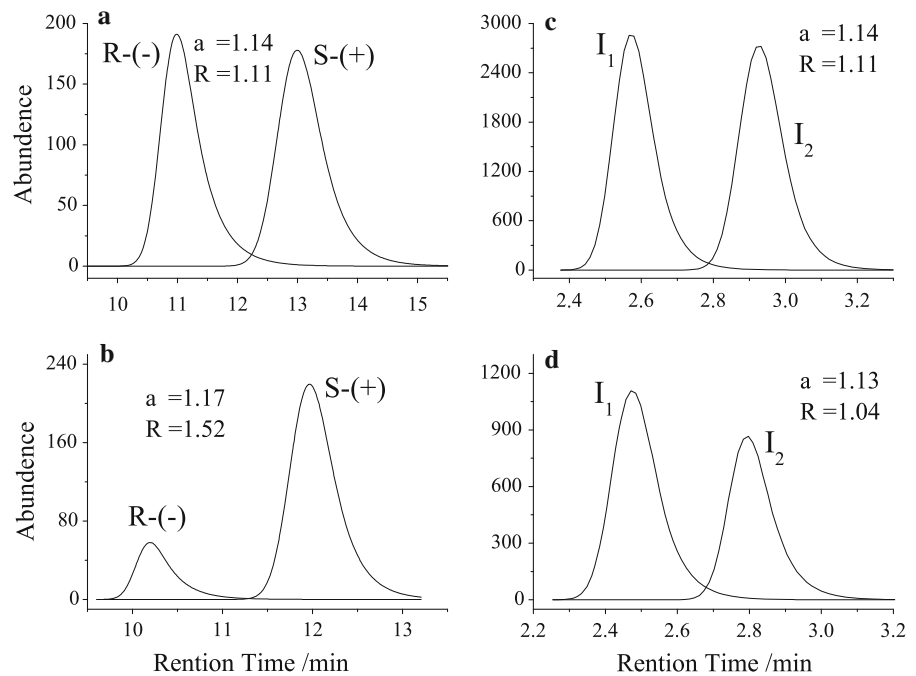 a
200
150
100
50
0
Abundence
R-(-)
a =1.14
R =1.11
S-(+)
10 11 12 13 14 15
c
3000
2400
1800
1200
600
0
I1
I2
a =1.14
R =1.11
2.4 2.6 2.8 3.0 3.2
b
240
160
80
0
Abundence
a =1.17
R =1.52
S-(+)
R-(-)
10 11 12 13
Rention Time /min
d
1200
900
600
300
0
I1
I2
a =1.13
R =1.04
2.2 2.4 2.6 2.8 3.0 3.2
Rention Time /min